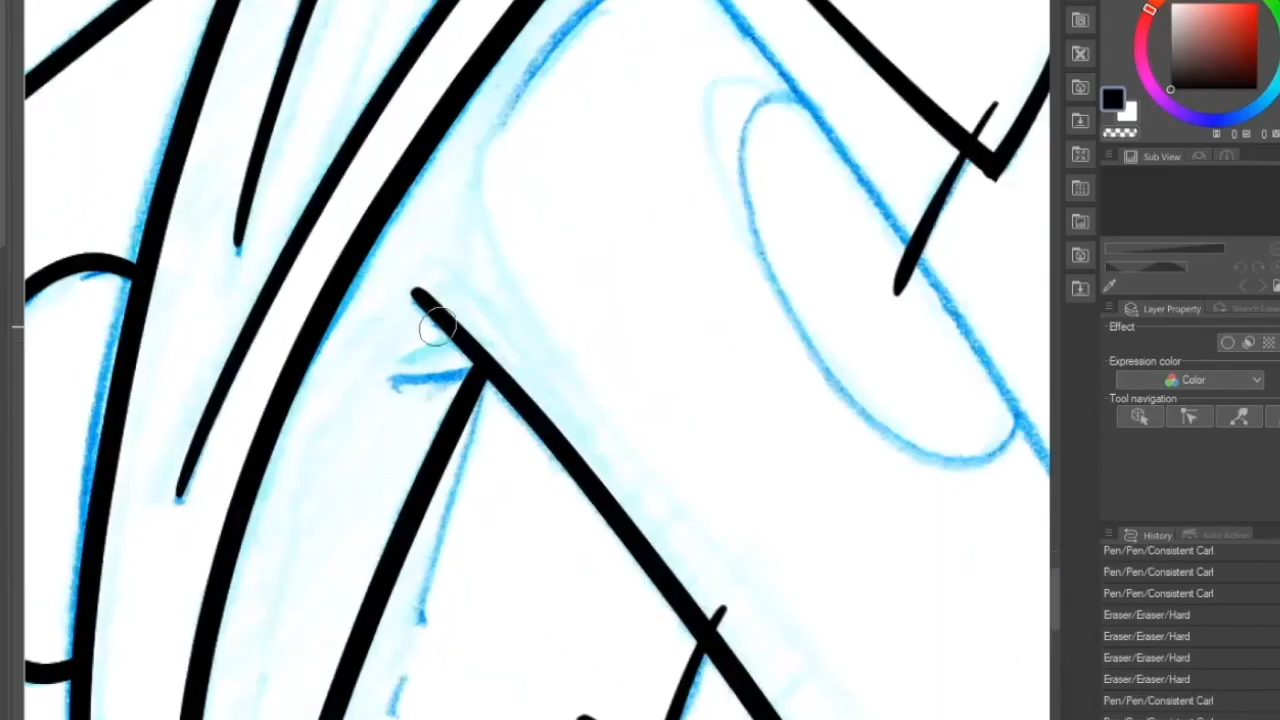 Sub View
Layer Property
Effect
Expression color
Color
Tool navigation
History Auto Action
Pen/Pen/Consistent Carl
Pen/Pen/Consistent Carl
Pen/Pen/Consistent Carl
Eraser/Eraser/Hard
Eraser/Eraser/Hard
Eraser/Eraser/Hard
Eraser/Eraser/Hard
Pen/Pen/Consistent Carl